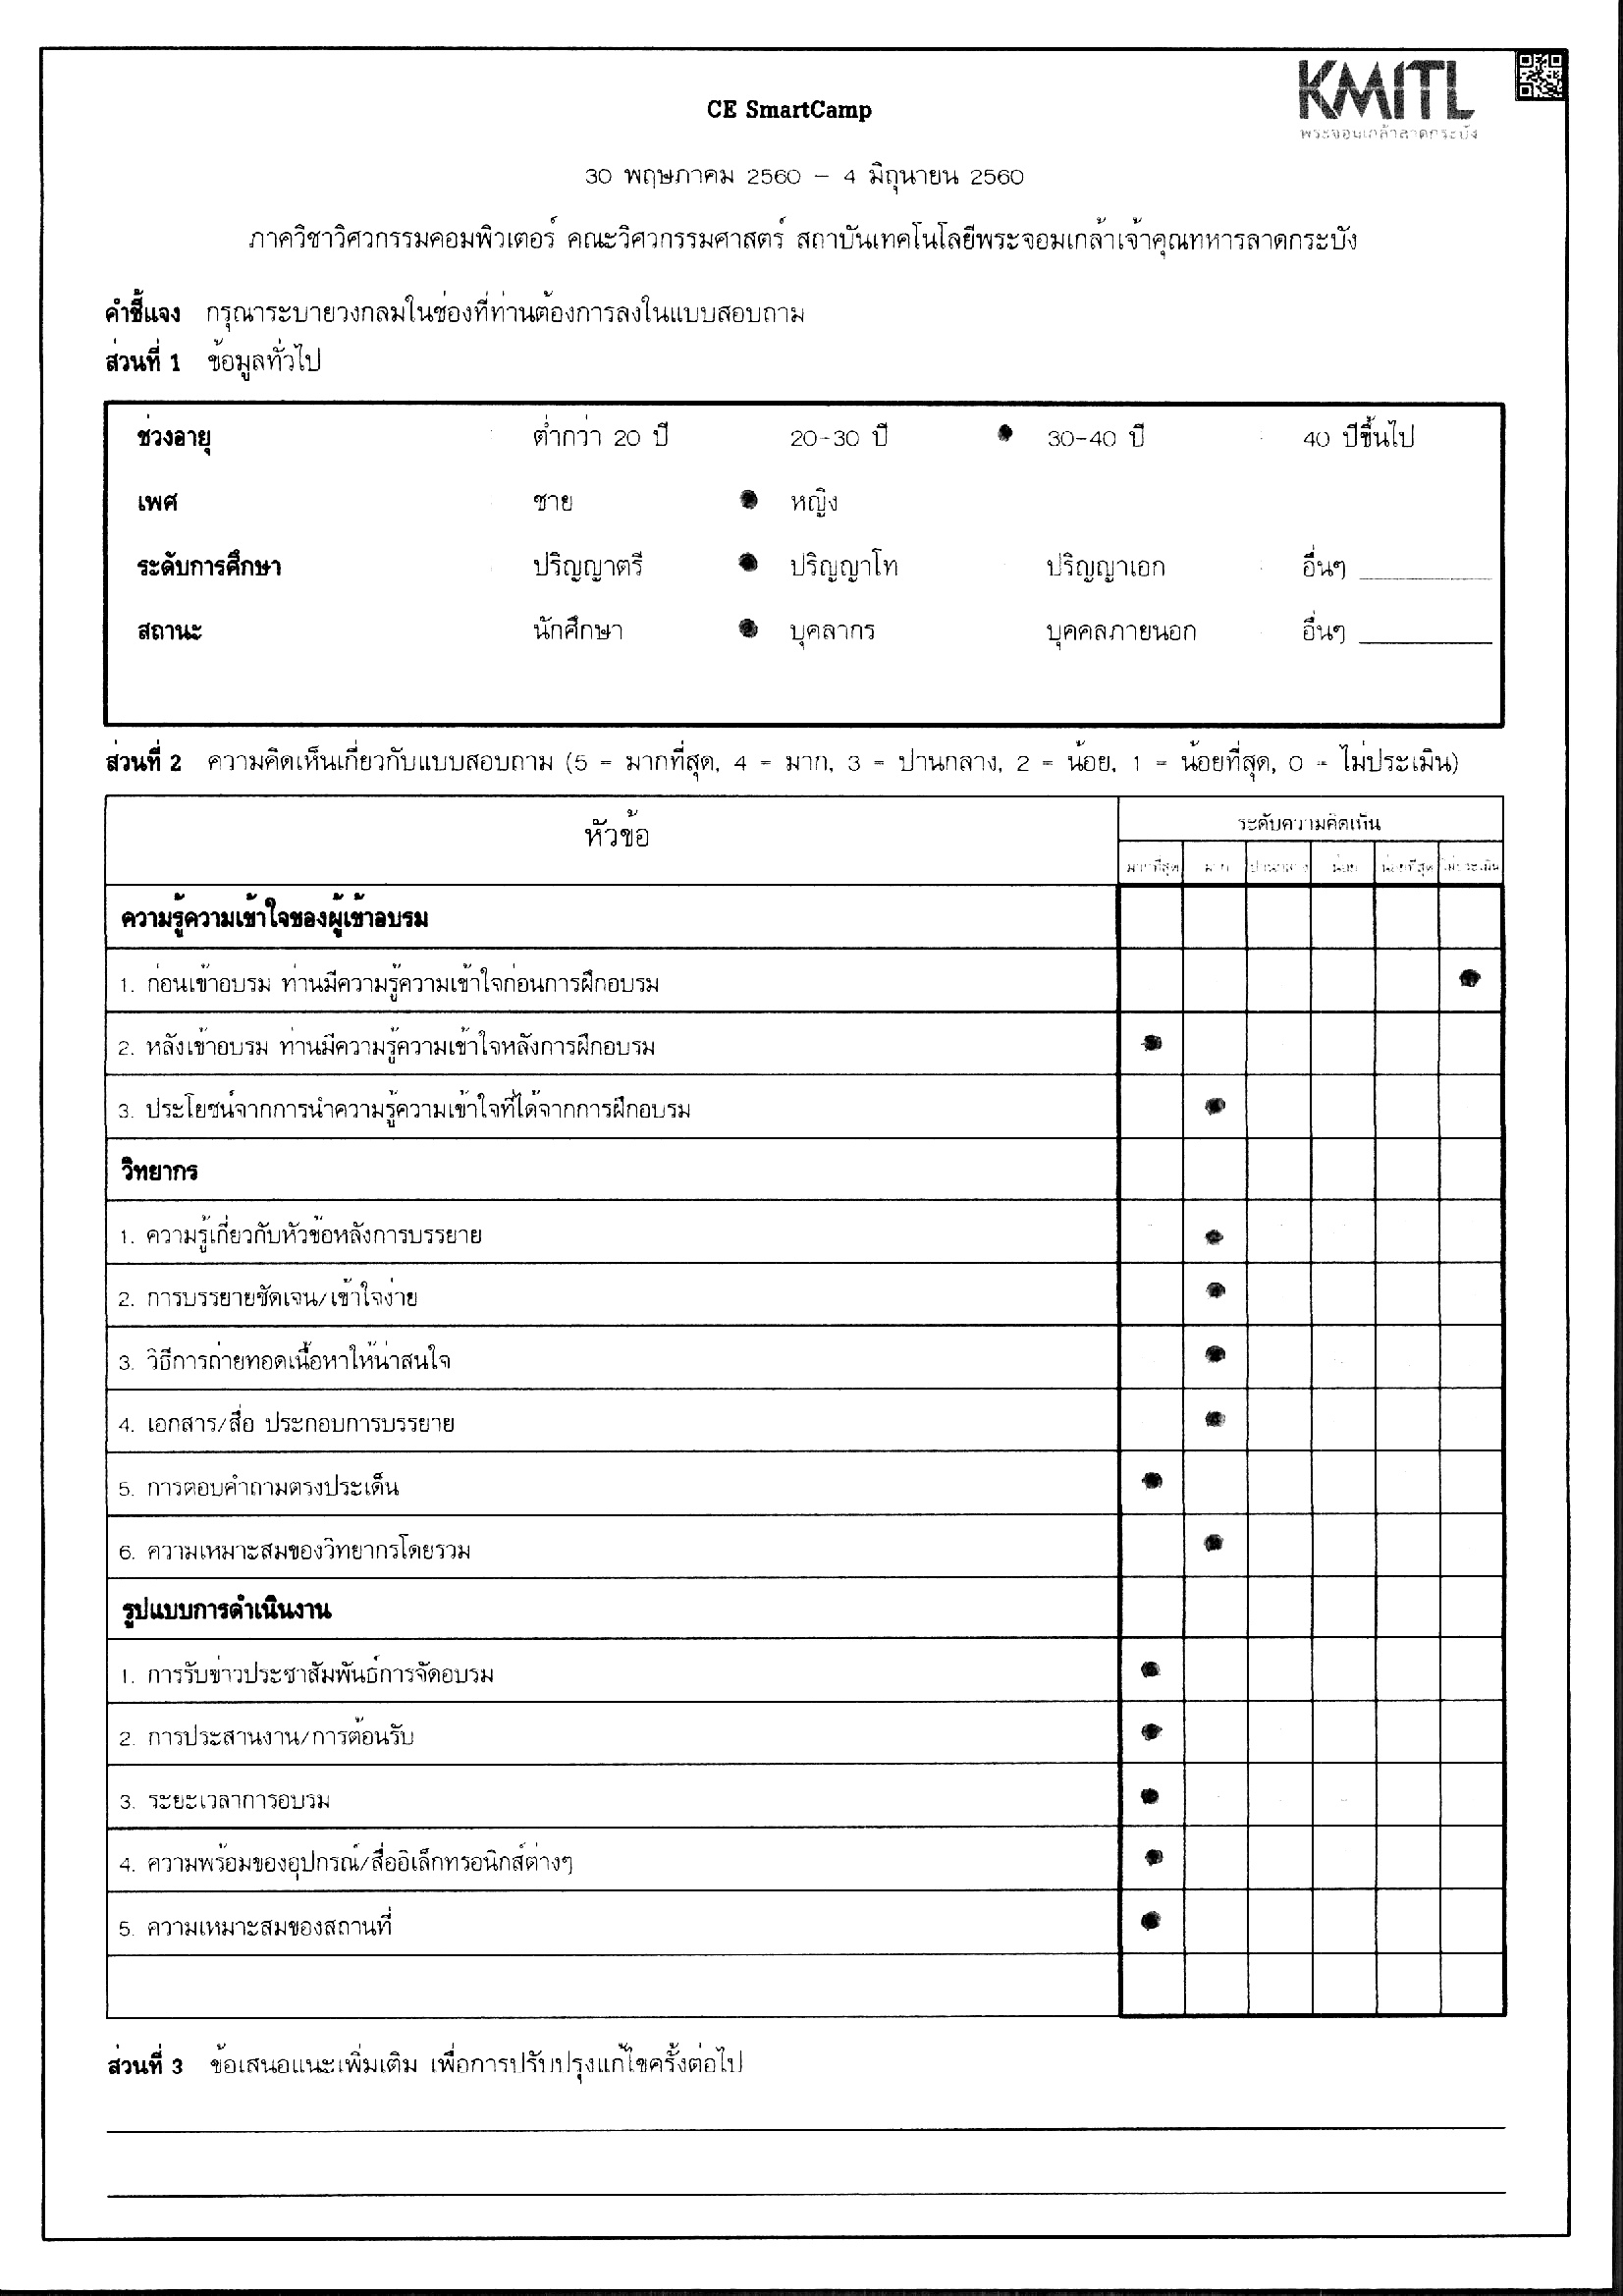 KMITL
พระจอมเกล้าลาดกระบัง
CE SmartCamp
30 พฤษภาคม 2560 – 4 มิถุนายน 2560
ภาควิชาวิศวกรรมคอมพิวเตอร์ คณะวิศวกรรมศาสตร์ สถาบันเทคโนโลยีพระจอมเกล้าเจ้าคุณทหารลาดกระบัง
คำชี้แจง กรุณาระบายวงกลมในช่องที่ท่านต้องการลงในแบบสอบถาม
ส่วนที่ 1 ข้อมูลทั่วไป
ช่วงอายุ ต่ำกว่า 20 ปี 20-30 ปี 30-40 ปี 40 ปีขึ้นไป
เพศ ชาย หญิง
ระดับการศึกษา ปริญญาตรี ปริญญาโท ปริญญาเอก อื่นๆ
สถานะ นักศึกษา บุคลากร บุคคลภายนอก อื่นๆ
ส่วนที่ 2 ความคิดเห็นเกี่ยวกับแบบสอบถาม (5 = มากที่สุด, 4 = มาก, 3 = ปานกลาง, 2 = น้อย, 1 = น้อยที่สุด, 0 = ไม่ประเมิน)
หัวข้อ ระดับความคิดเห็น
มากที่สุด มาก ปานกลาง น้อย น้อยที่สุด ไม่ประเมิน
ความรู้ความเข้าใจของผู้เข้าอบรม
1. ก่อนเข้าอบรม ท่านมีความรู้ความเข้าใจก่อนการฝึกอบรม
2. หลังเข้าอบรม ท่านมีความรู้ความเข้าใจหลังการฝึกอบรม
3. ประโยชน์จากการนำความรู้ความเข้าใจที่ได้จากการฝึกอบรม
วิทยากร
1. ความรู้เกี่ยวกับหัวข้อหลังการบรรยาย
2. การบรรยายชัดเจน/เข้าใจง่าย
3. วิธีการถ่ายทอดเนื้อหาให้น่าสนใจ
4. เอกสาร/สื่อ ประกอบการบรรยาย
5. การตอบคำถามตรงประเด็น
6. ความเหมาะสมของวิทยากรโดยรวม
รูปแบบการดำเนินงาน
1. การรับข่าวประชาสัมพันธ์การจัดอบรม
2. การประสานงาน/การต้อนรับ
3. ระยะเวลาการอบรม
4. ความพร้อมของอุปกรณ์/สื่ออิเล็กทรอนิกส์ต่างๆ
5. ความเหมาะสมของสถานที่
ส่วนที่ 3 ข้อเสนอแนะเพิ่มเติม เพื่อการปรับปรุงแก้ไขครั้งต่อไป